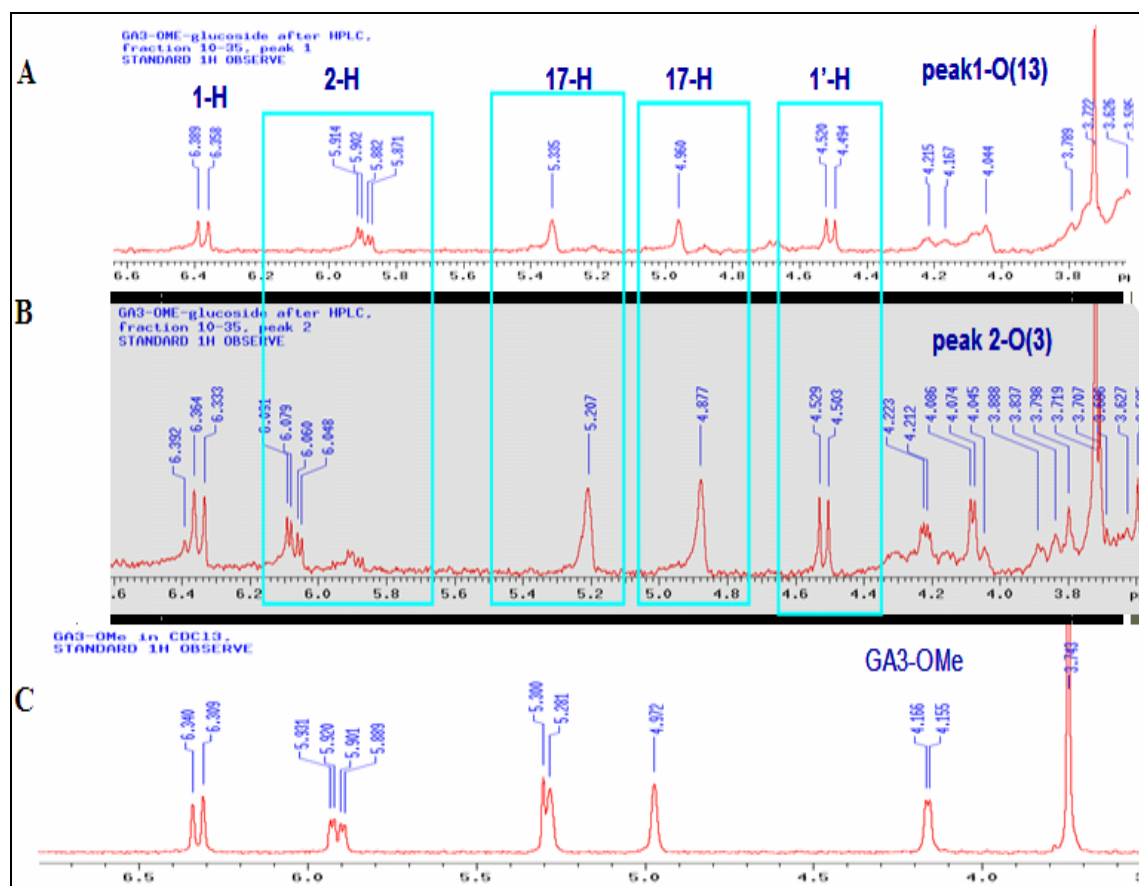 GA3-OME-glucoside after HPLC,
fraction 10-35, peak 1
STANDARD 1H OBSERVE
A
1-H
2-H
17-H
17-H
1'-H
peak1-O(13)
6.389
6.358
5.914
5.902
5.882
5.871
5.335
4.960
4.520
4.494
4.215
4.167
4.044
3.789
3.722
3.626
3.595
6.6 6.4 6.2 6.0 5.8 5.6 5.4 5.2 5.0 4.8 4.6 4.4 4.2 4.0 3.8
B
GA3-OME-glucoside after HPLC,
fraction 10-35, peak 2
STANDARD 1H OBSERVE
peak 2-O(3)
6.392
6.364
6.333
6.091
6.079
6.060
6.048
5.207
4.877
4.529
4.503
4.223
4.212
4.086
4.074
4.045
3.888
3.837
3.798
3.719
3.707
3.627
6.6 6.4 6.2 6.0 5.8 5.6 5.4 5.2 5.0 4.8 4.6 4.4 4.2 4.0 3.8
GA3-OMe in CDCl3,
STANDARD 1H OBSERVE
C
GA3-OMe
6.340
6.309
5.931
5.920
5.901
5.889
5.300
5.281
4.972
4.166
4.155
3.743
6.5 6.0 5.5 5.0 4.5 4.0